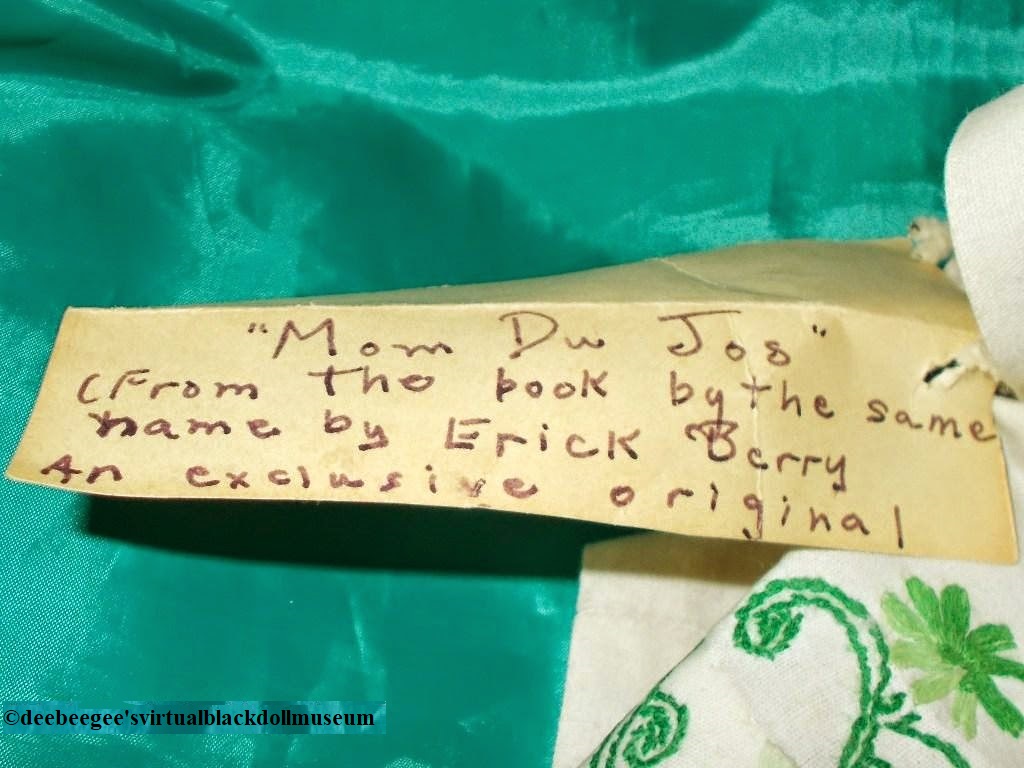 "Mom Du Jos"
(From the book by the same
name by Erick Berry
An exclusive original
©deebeegee'svirtualblackdollmuseum